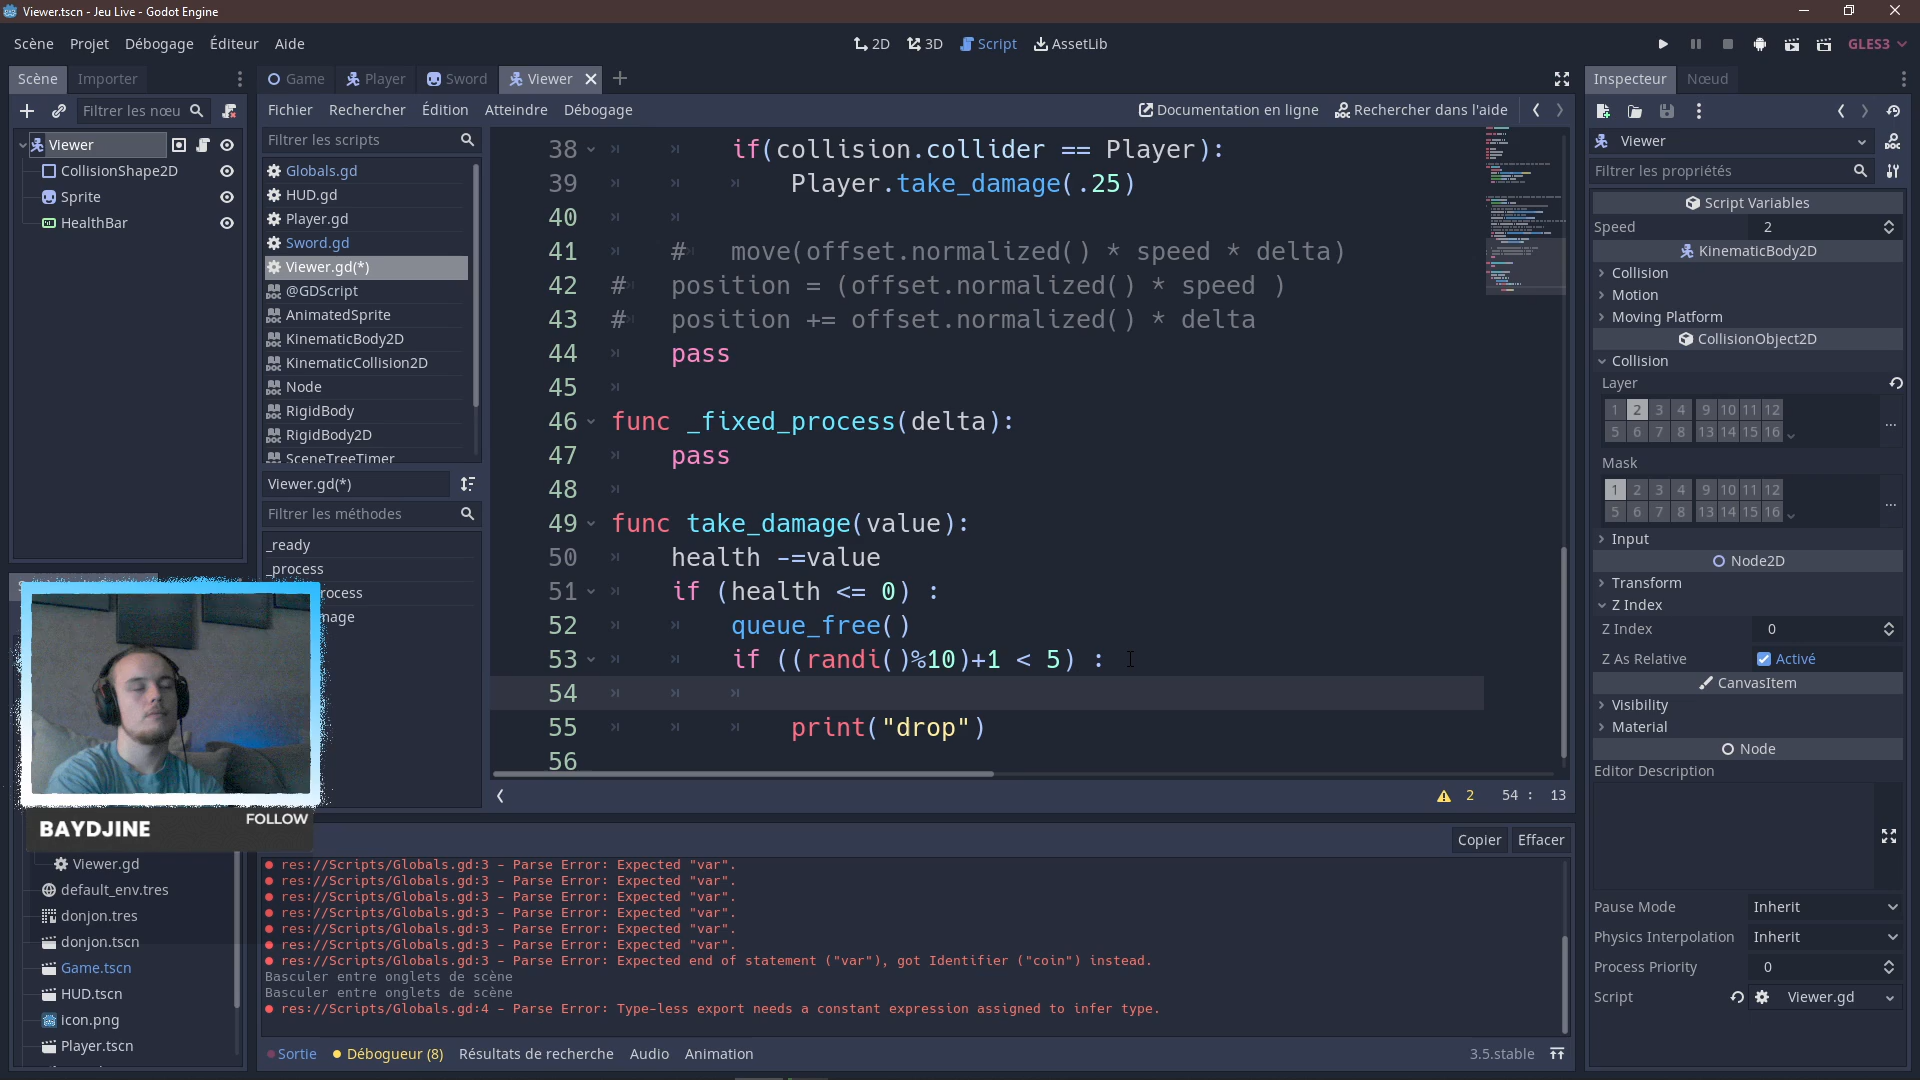 Viewer.tscn - Jeu Live - Godot Engine
Scène Projet Débogage Éditeur Aide
2D 3D Script AssetLib
GLES3
Scène Importer
Game Player Sword Viewer
Inspecteur Nœud
Filtrer les nœu
Fichier Rechercher Édition Atteindre Débogage
Documentation en ligne Rechercher dans l'aide
Viewer
CollisionShape2D
Sprite
HealthBar
Filtrer les scripts
Globals.gd
HUD.gd
Player.gd
Sword.gd
Viewer.gd(*)
@GDScript
AnimatedSprite
KinematicBody2D
KinematicCollision2D
Node
RigidBody
RigidBody2D
SceneTreeTimer
Viewer.gd(*)
Filtrer les méthodes
_ready
_process
rocess
mage
38 if(collision.collider == Player):
39 Player.take_damage(.25)
40
41 # move(offset.normalized() * speed * delta)
42 # position = (offset.normalized() * speed )
43 # position += offset.normalized() * delta
44 pass
45
46 func _fixed_process(delta):
47 pass
48
49 func take_damage(value):
50 health -=value
51 if (health <= 0) :
52 queue_free()
53 if ((randi()%10)+1 < 5) :
54
55 print("drop")
56
2 54 : 13
BAYDJINE
FOLLOW
Viewer.gd
default_env.tres
donjon.tres
donjon.tscn
Game.tscn
HUD.tscn
icon.png
Player.tscn
Copier Effacer
res://Scripts/Globals.gd:3 - Parse Error: Expected "var".
res://Scripts/Globals.gd:3 - Parse Error: Expected "var".
res://Scripts/Globals.gd:3 - Parse Error: Expected "var".
res://Scripts/Globals.gd:3 - Parse Error: Expected "var".
res://Scripts/Globals.gd:3 - Parse Error: Expected "var".
res://Scripts/Globals.gd:3 - Parse Error: Expected "var".
res://Scripts/Globals.gd:3 - Parse Error: Expected end of statement ("var"), got Identifier ("coin") instead.
Basculer entre onglets de scène
Basculer entre onglets de scène
res://Scripts/Globals.gd:4 - Parse Error: Type-less export needs a constant expression assigned to infer type.
Sortie Débogueur (8) Résultats de recherche Audio Animation
3.5.stable
Viewer
Filtrer les propriétés
Script Variables
Speed 2
KinematicBody2D
Collision
Motion
Moving Platform
CollisionObject2D
Collision
Layer
1 2 3 4 9 10 11 12
5 6 7 8 13 14 15 16
...
Mask
1 2 3 4 9 10 11 12
5 6 7 8 13 14 15 16
...
Input
Node2D
Transform
Z Index
Z Index 0
Z As Relative Activé
CanvasItem
Visibility
Material
Node
Editor Description
Pause Mode Inherit
Physics Interpolation Inherit
Process Priority 0
Script Viewer.gd